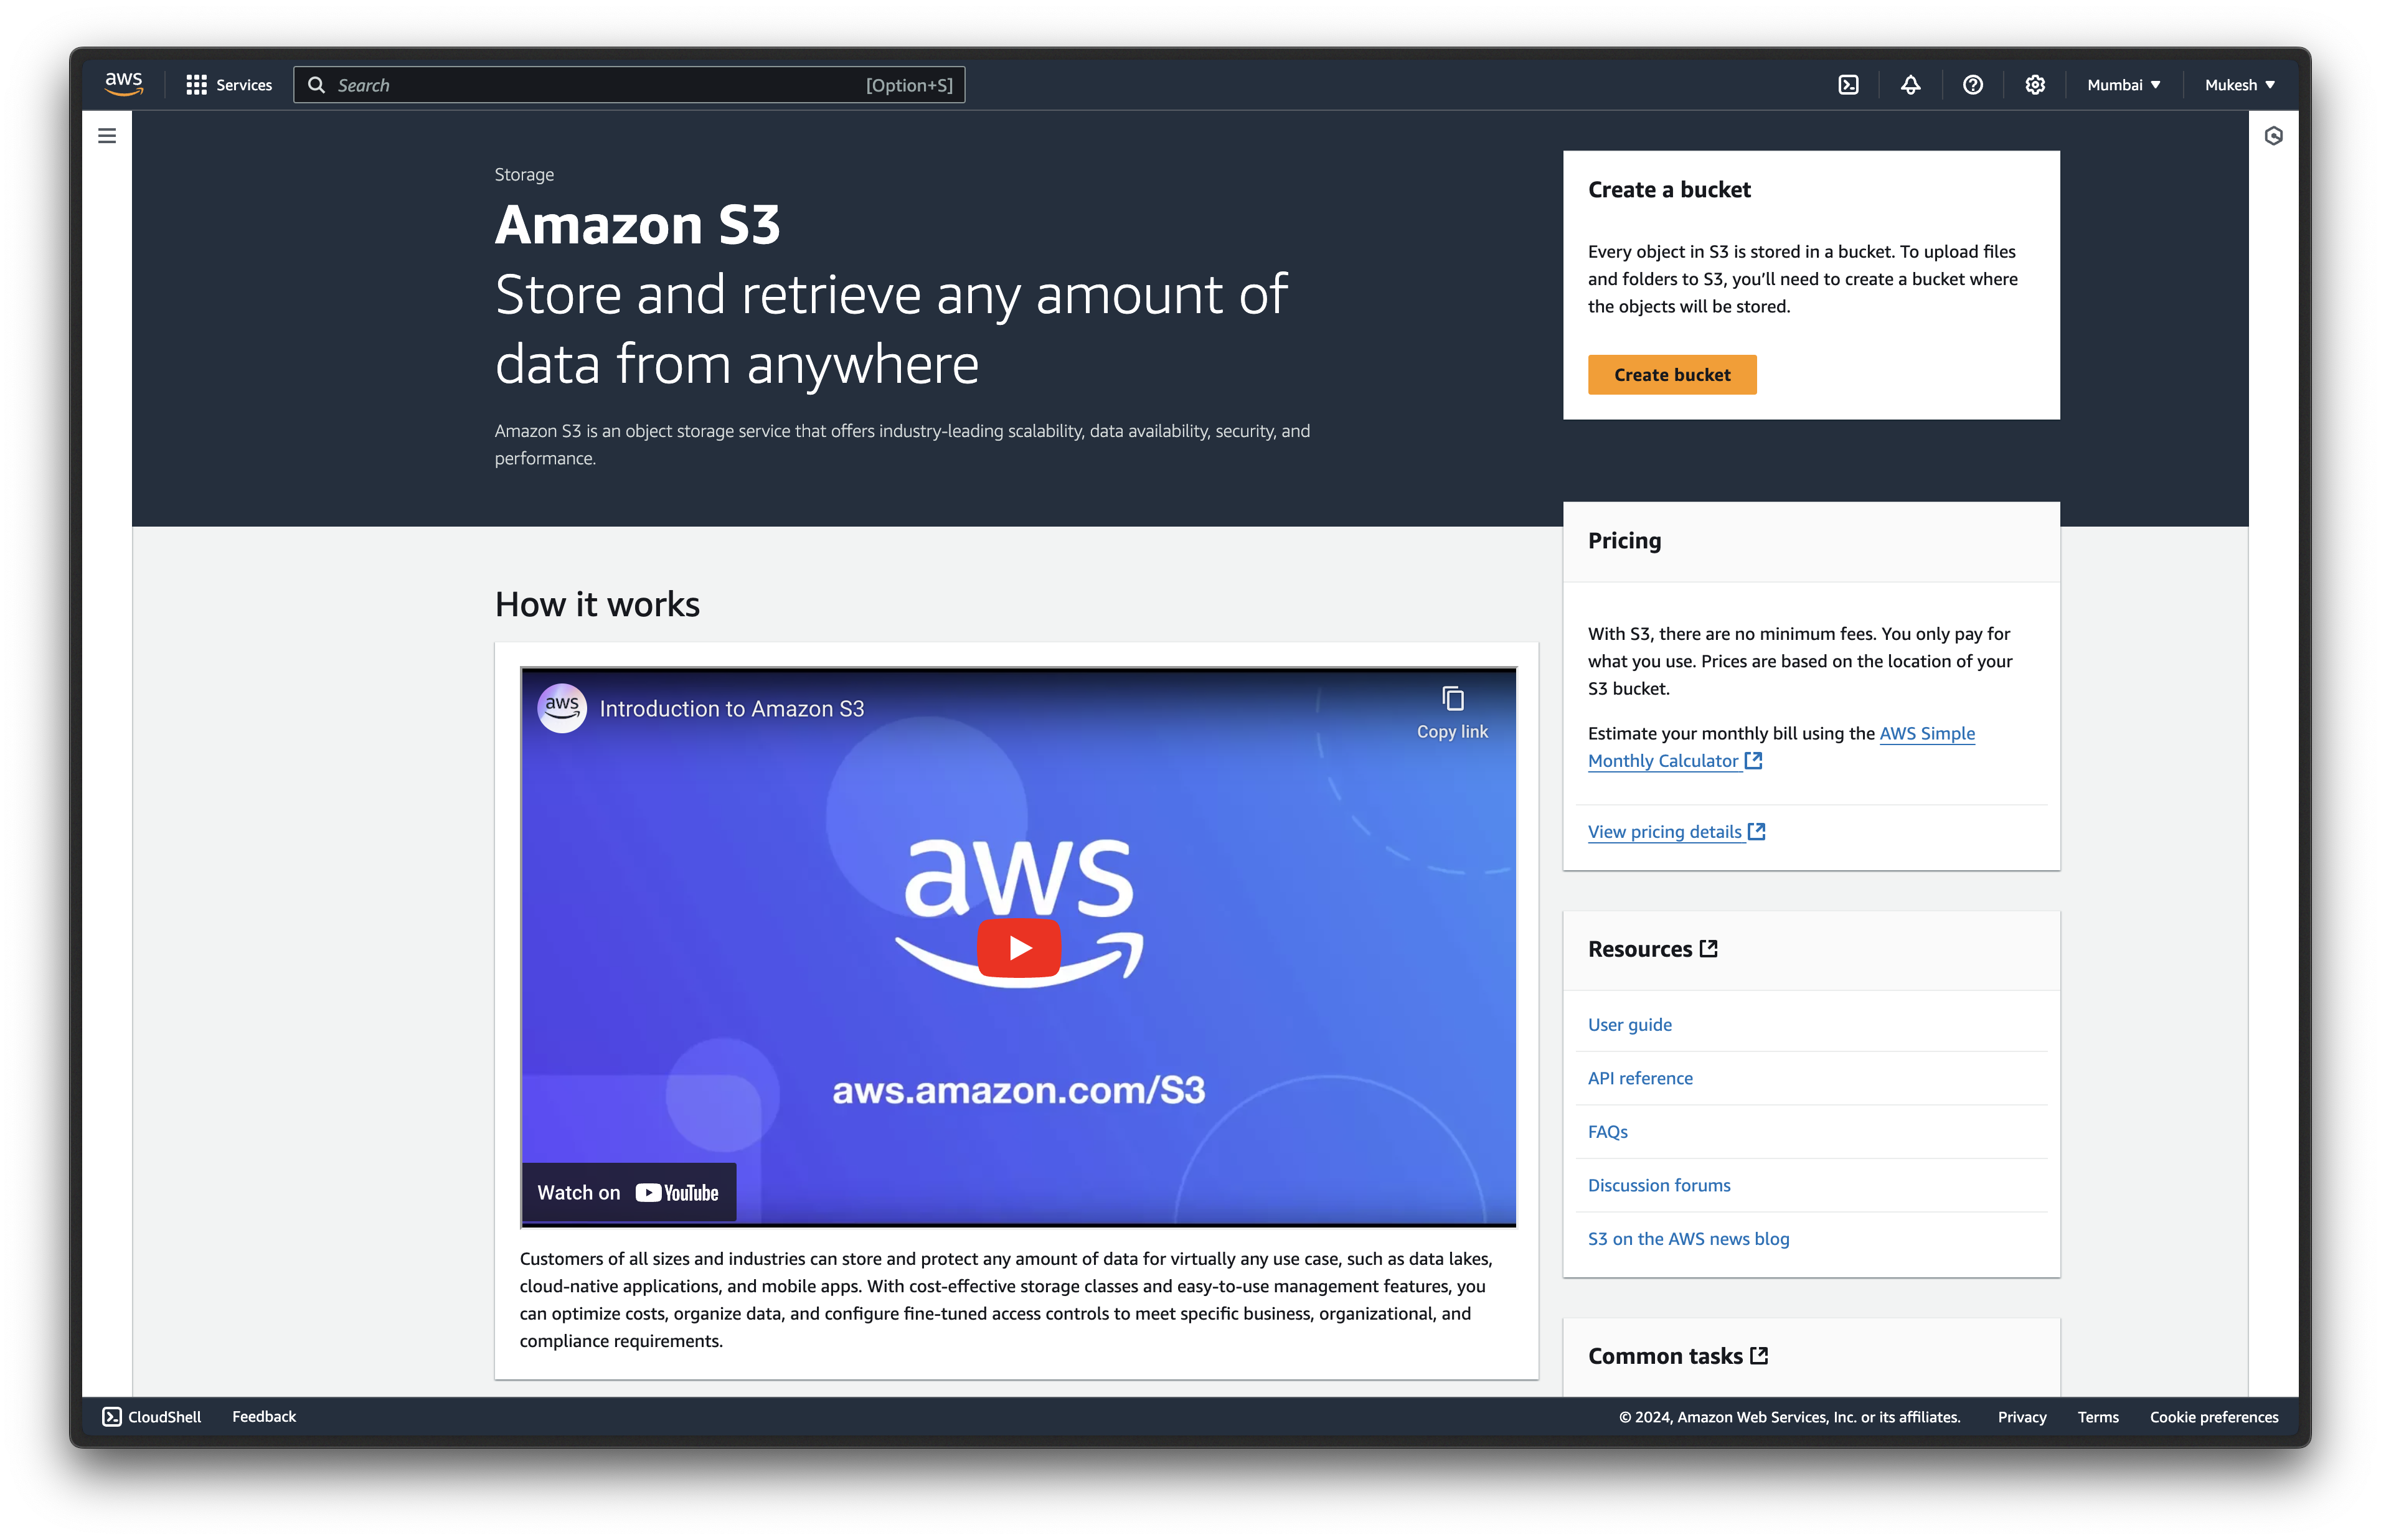 aws
Services
Search
[Option+S]
Mumbai
Mukesh
Storage
Amazon S3
Store and retrieve any amount of
data from anywhere
Amazon S3 is an object storage service that offers industry-leading scalability, data availability, security, and
performance.
Create a bucket
Every object in S3 is stored in a bucket. To upload files
and folders to S3, you’ll need to create a bucket where
the objects will be stored.
Create bucket
How it works
aws
Introduction to Amazon S3
Copy link
aws
aws.amazon.com/S3
Watch on YouTube
Customers of all sizes and industries can store and protect any amount of data for virtually any use case, such as data lakes,
cloud-native applications, and mobile apps. With cost-effective storage classes and easy-to-use management features, you
can optimize costs, organize data, and configure fine-tuned access controls to meet specific business, organizational, and
compliance requirements.
Pricing
With S3, there are no minimum fees. You only pay for
what you use. Prices are based on the location of your
S3 bucket.
Estimate your monthly bill using the AWS Simple
Monthly Calculator
View pricing details
Resources
User guide
API reference
FAQs
Discussion forums
S3 on the AWS news blog
Common tasks
CloudShell
Feedback
© 2024, Amazon Web Services, Inc. or its affiliates.
Privacy
Terms
Cookie preferences